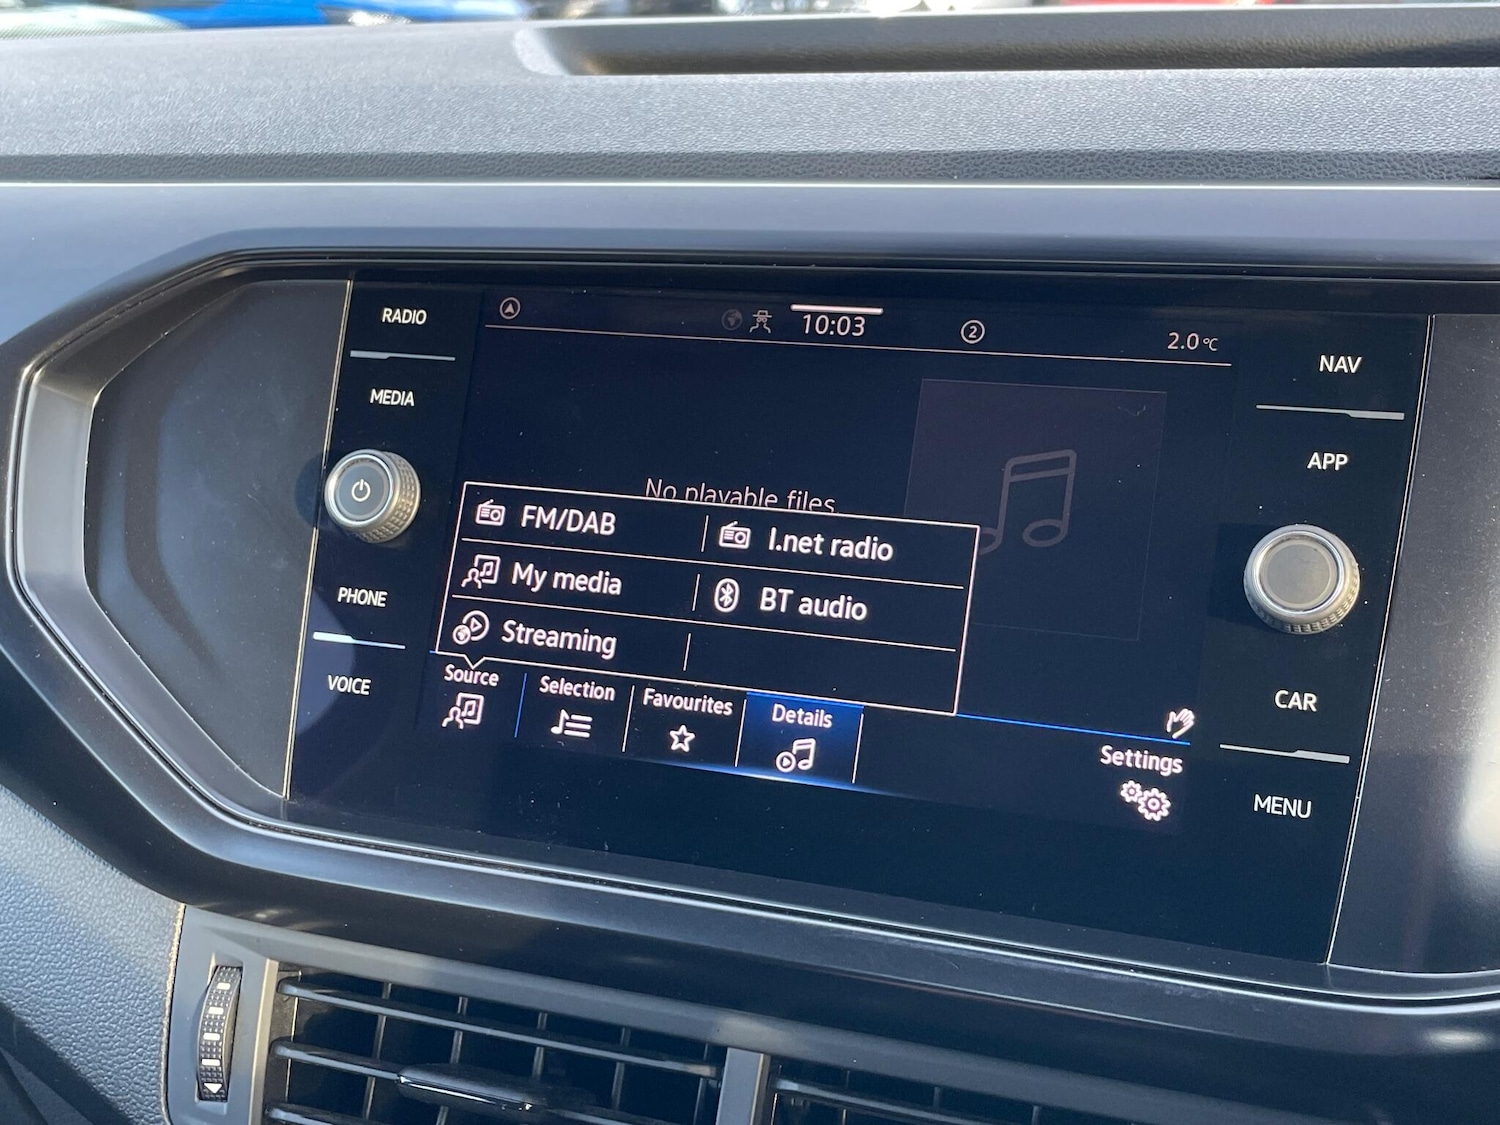 RADIO
MEDIA
PHONE
VOICE
10:03
2
2.0 °C
No playable files
FM/DAB
I.net radio
My media
BT audio
Streaming
Source
Selection
Favourites
Details
Settings
NAV
APP
CAR
MENU